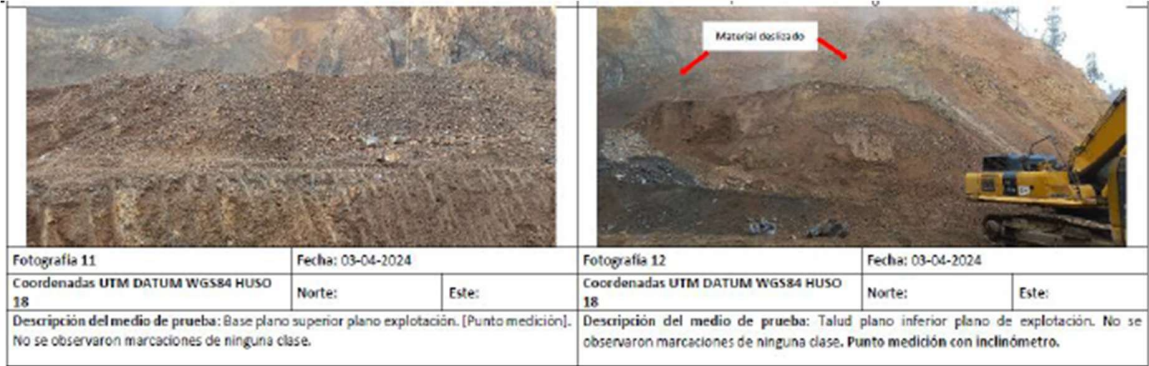 Material deslizado
Fotografía 11
Fecha: 03-04-2024
Fotografía 12
Fecha: 03-04-2024
Coordenadas UTM DATUM WGS84 HUSO
18
Norte:
Este:
Coordenadas UTM DATUM WGS84 HUSO
18
Norte:
Este:
Descripción del medio de prueba: Base plano superior plano explotación. [Punto medición].
No se observaron marcaciones de ninguna clase.
Descripción del medio de prueba: Talud plano inferior plano de explotación. No se
observaron marcaciones de ninguna clase. Punto medición con inclinómetro.